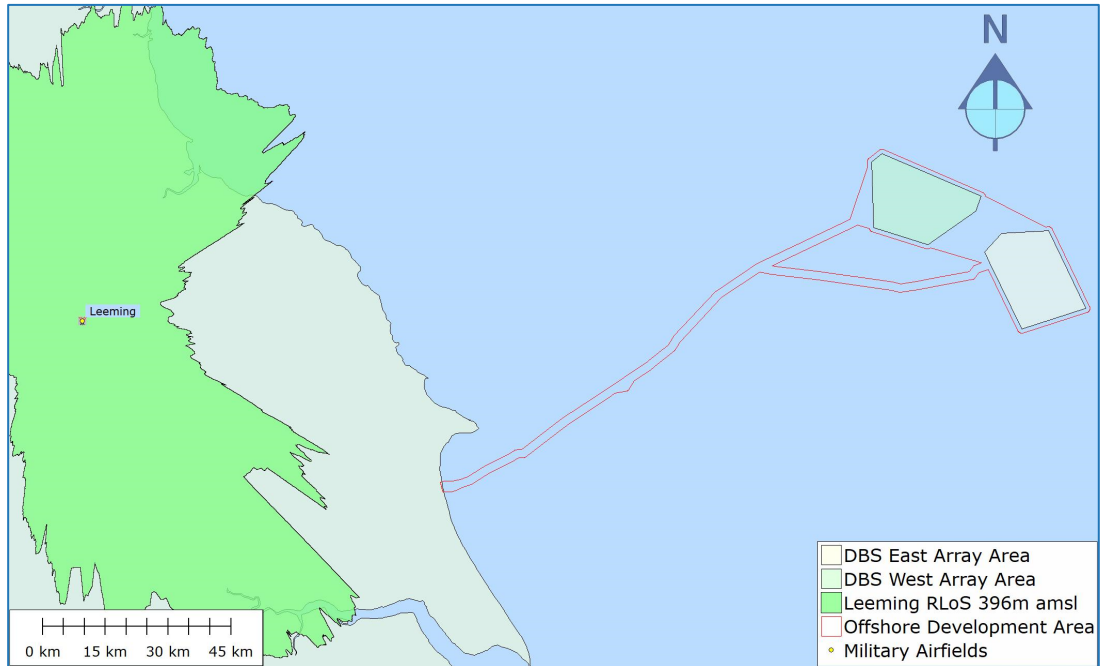 N
Leeming
DBS East Array Area
DBS West Array Area
Leeming RLoS 396m amsl
Offshore Development Area
Military Airfields
0 km 15 km 30 km 45 km